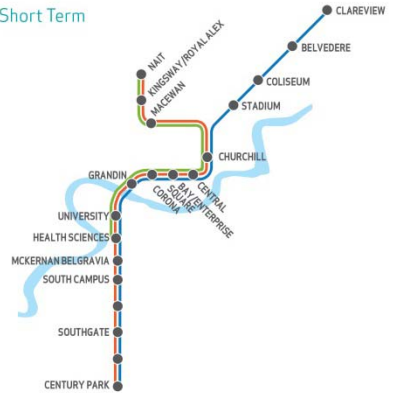 Short Term
CLAREVIEW
BELVEDERE
COLISEUM
STADIUM
NAIT
KINGSWAY/ROYAL ALEX
MACEWAN
CHURCHILL
GRANDIN
CENTRAL
BAY/ENTERPRISE
SQUARE
CORONA
UNIVERSITY
HEALTH SCIENCES
MCKERNAN BELGRAVIA
SOUTH CAMPUS
SOUTHGATE
CENTURY PARK